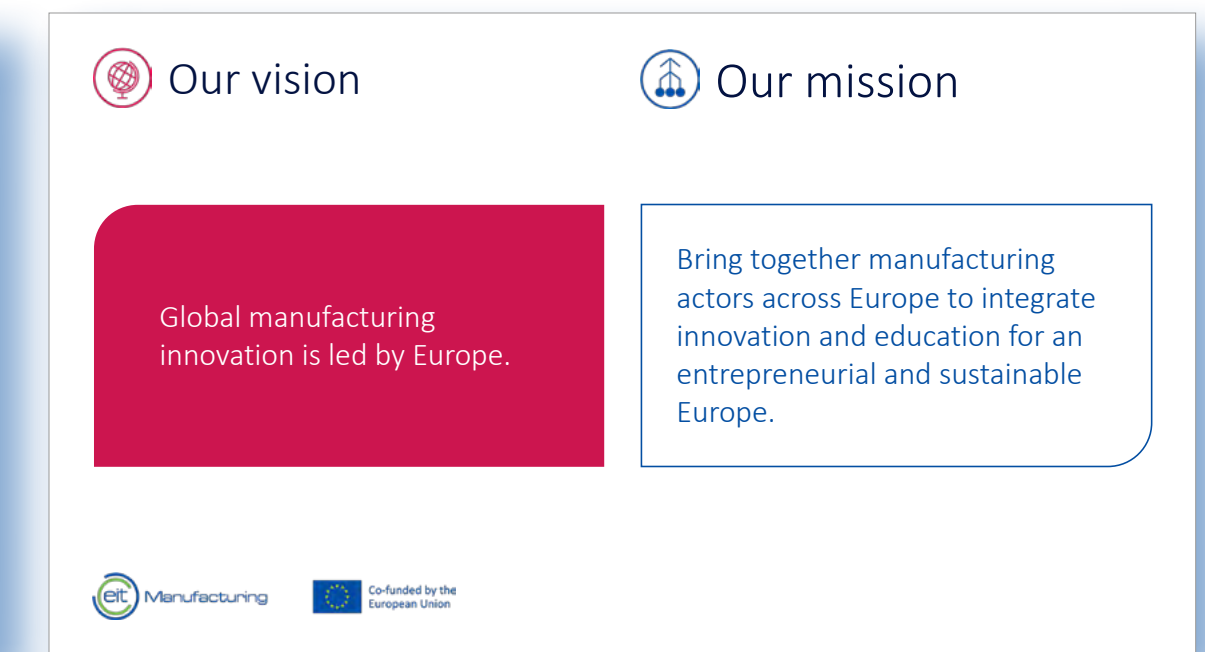 Our vision
Our mission
Global manufacturing
innovation is led by Europe.
Bring together manufacturing
actors across Europe to integrate
innovation and education for an
entrepreneurial and sustainable
Europe.
eit Manufacturing
Co-funded by the
European Union